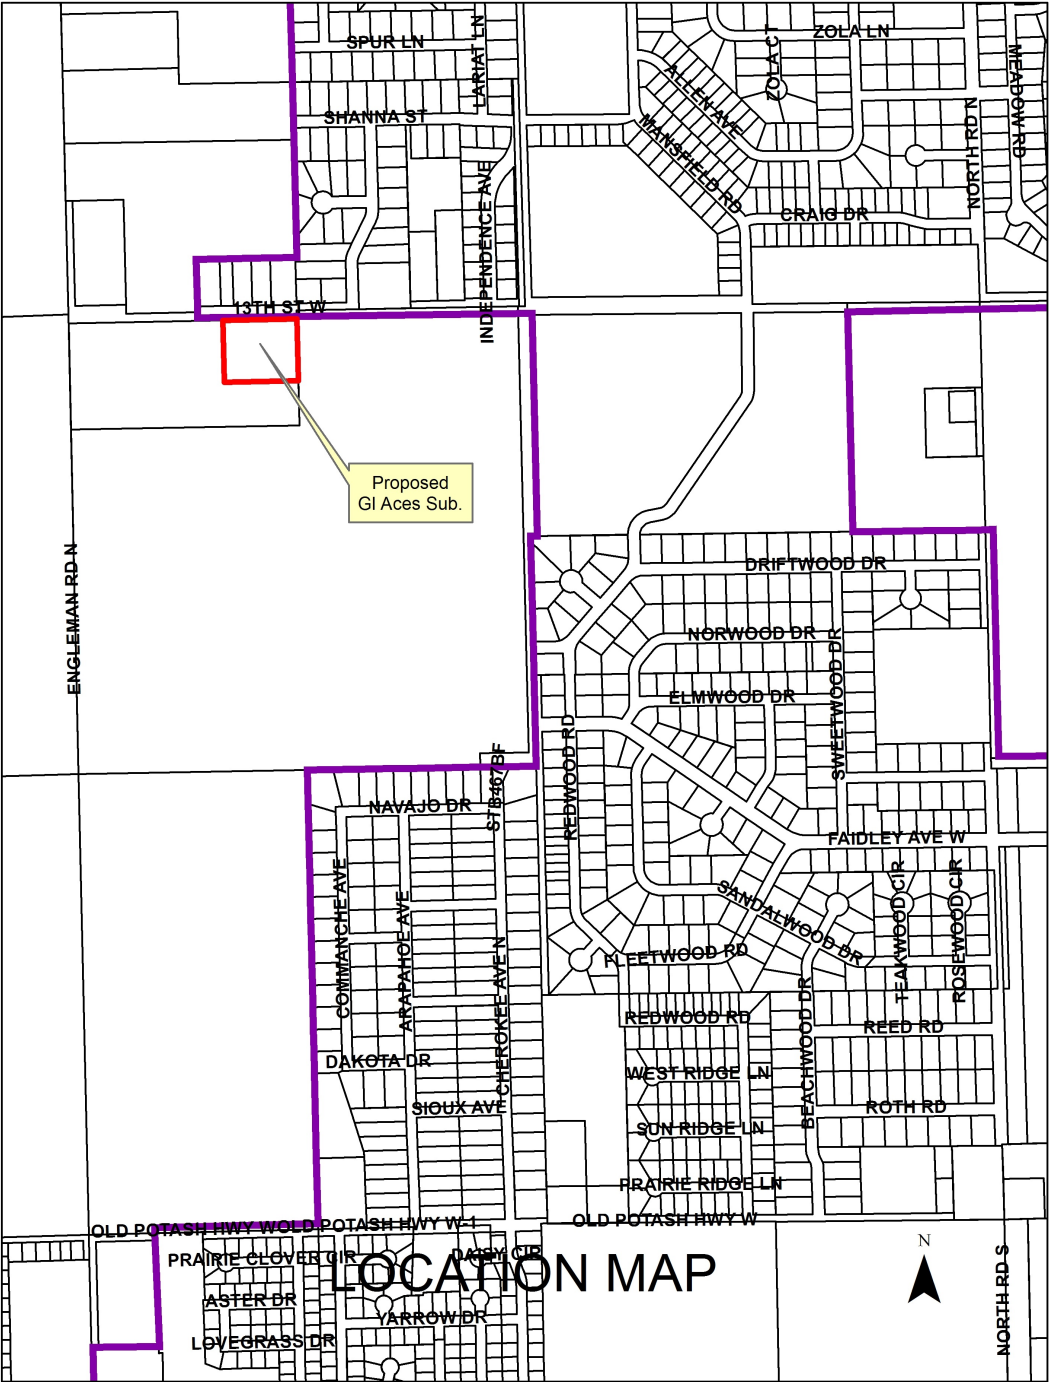 ZOLA LN
SPUR LN
LARIAT LN
ZOLA CT
MEADOW RD
ALLEN AVE
NORTH RD N
SHANNA ST
MANSFIELD RD
INDEPENDENCE AVE
CRAIG DR
13TH ST W
Proposed
GI Aces Sub.
ENGLEMAN RD N
DRIFTWOOD DR
NORWOOD DR
SWEETWOOD DR
ELMWOOD DR
REDWOOD RD
STB467BF
NAVAJO DR
FAIDLEY AVE W
COMMANCHE AVE
ARAPAHOE AVE
CHEROKEE AVE N
SANDALWOOD DR
TEAKWOOD CIR
ROSEWOOD CIR
FLEETWOOD RD
BEACHWOOD DR
REDWOOD RD
REED RD
DAKOTA DR
WEST RIDGE LN
SIOUX AVE
ROTH RD
SUN RIDGE LN
PRAIRIE RIDGE LN
OLD POTASH HWY W
OLD POTASH HWY W-1
OLD POTASH HWY W
PRAIRIE CLOVER CIR
DAISY CIR
N
LOCATION MAP
NORTH RD S
ASTER DR
YARROW DR
LOVEGRASS DR